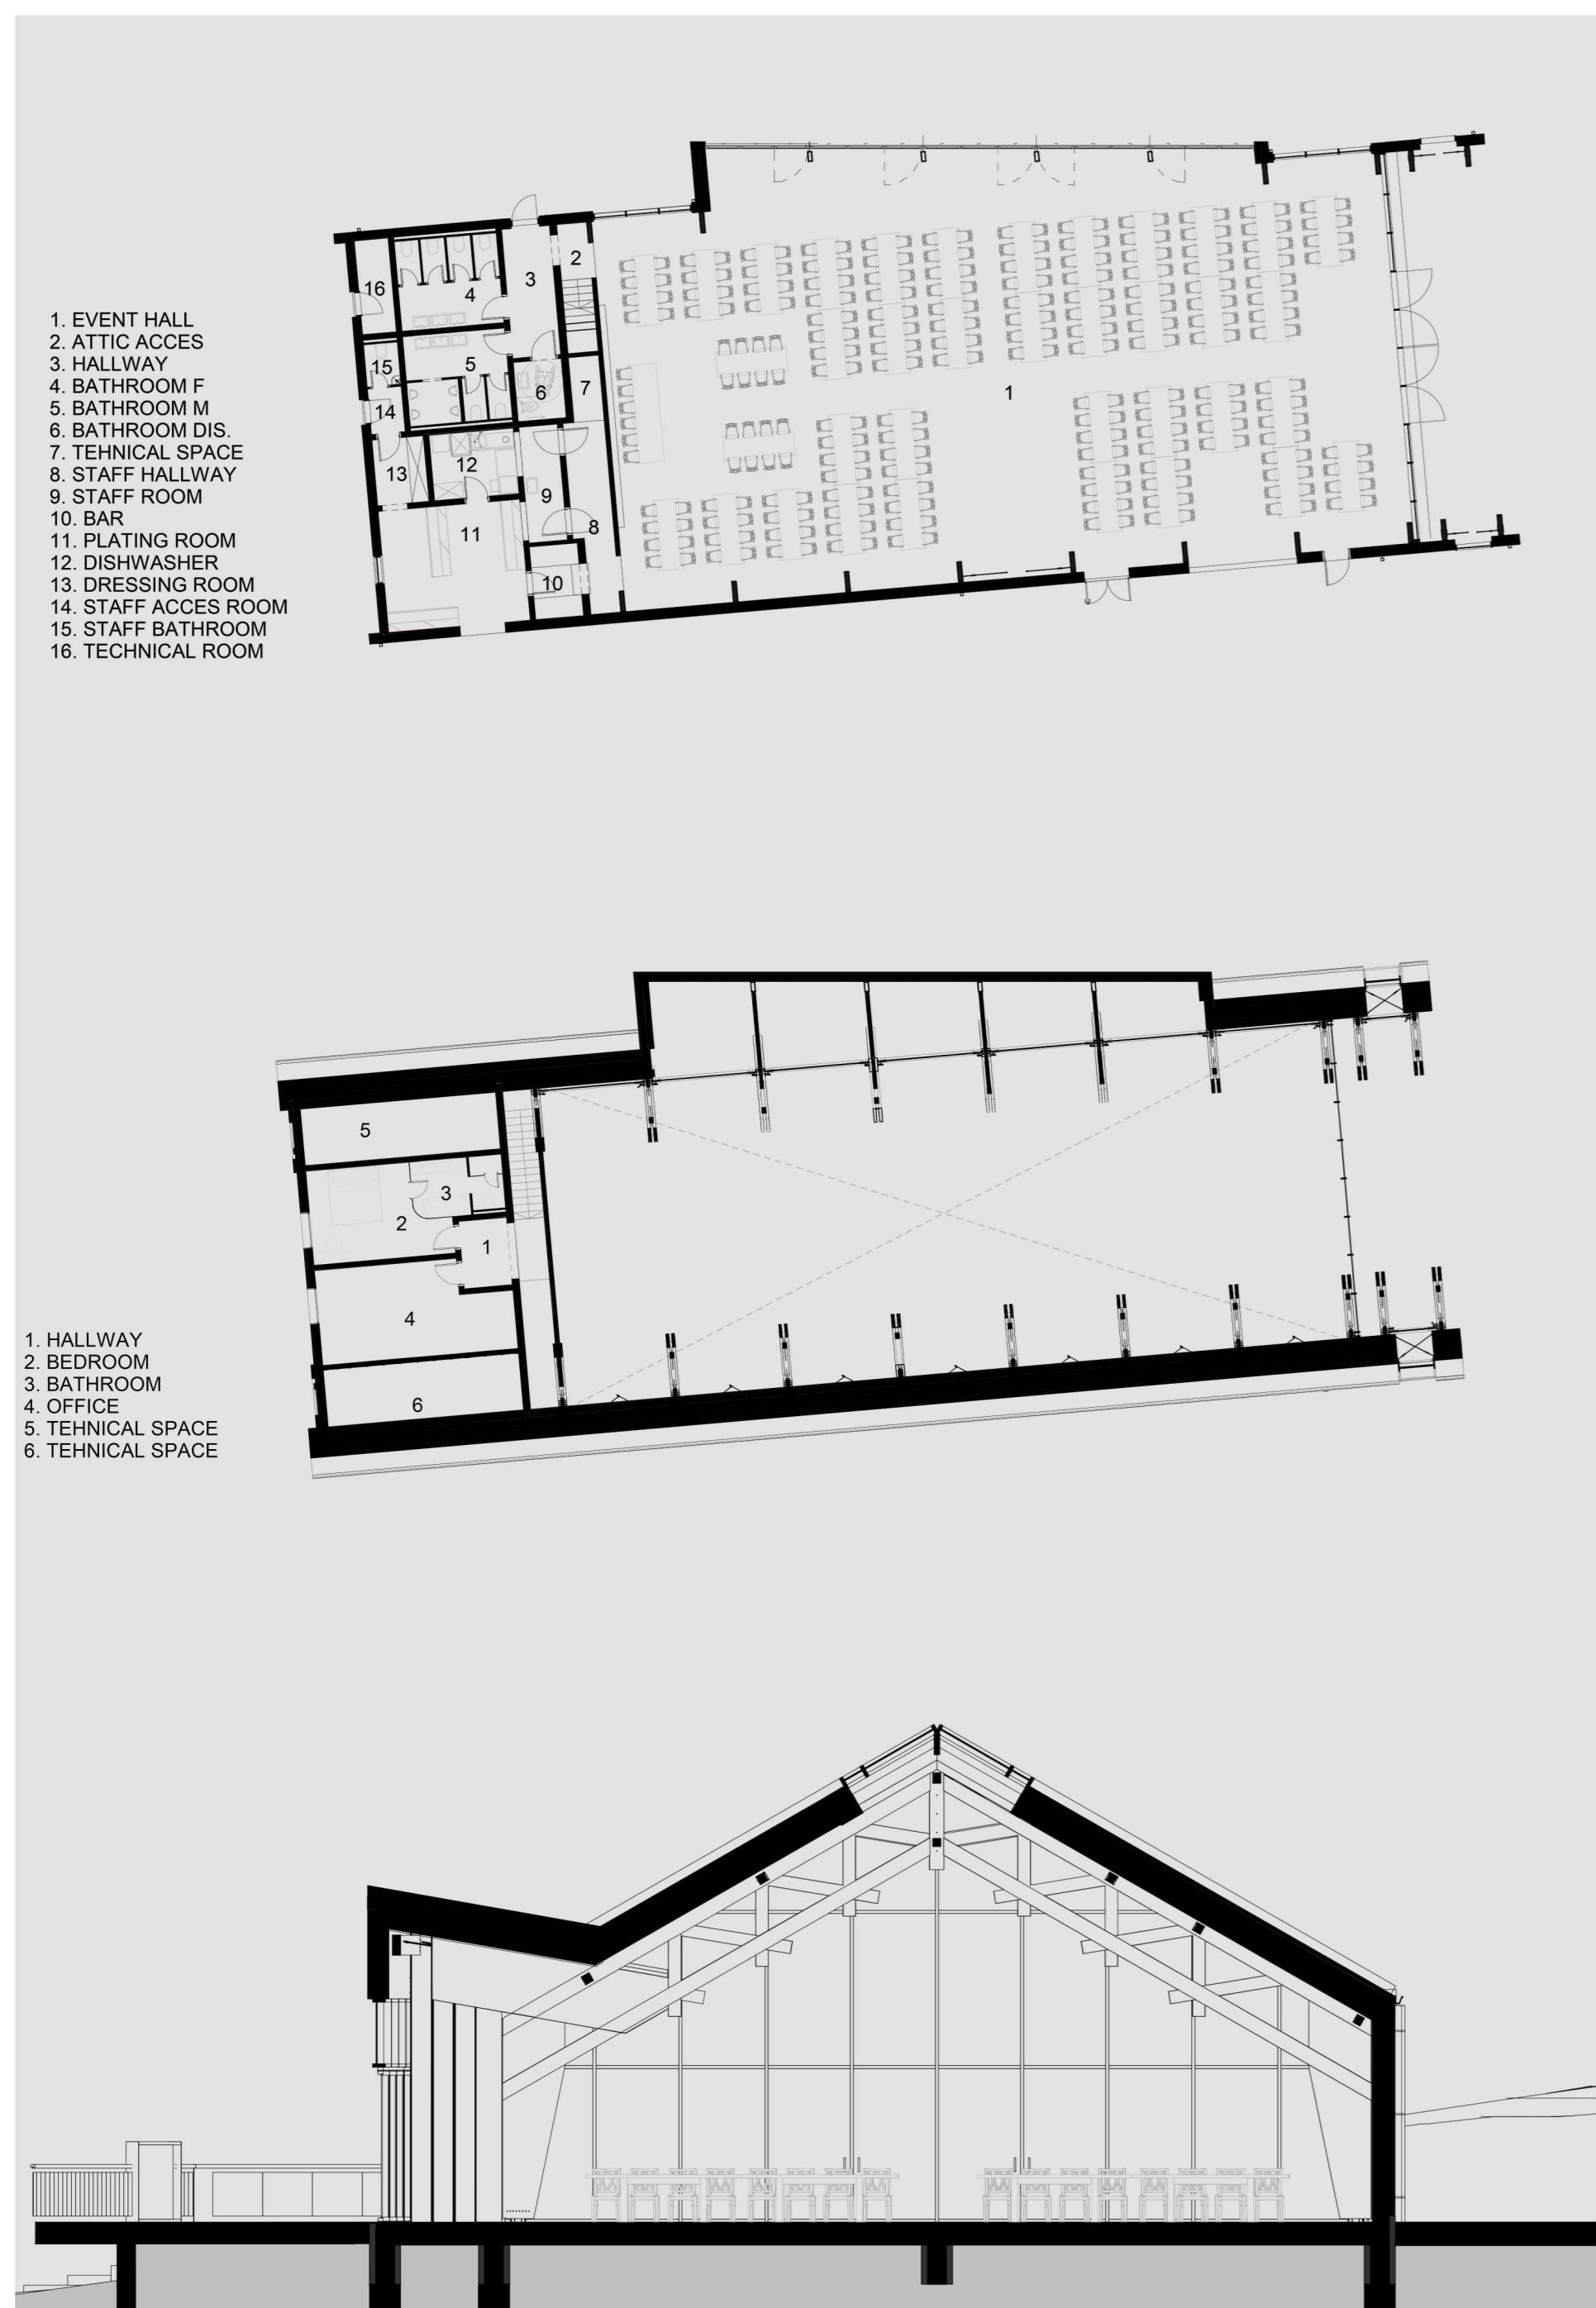 1. EVENT HALL
2. ATTIC ACCES
3. HALLWAY
4. BATHROOM F
5. BATHROOM M
6. BATHROOM DIS.
7. TEHNICAL SPACE
8. STAFF HALLWAY
9. STAFF ROOM
10. BAR
11. PLATING ROOM
12. DISHWASHER
13. DRESSING ROOM
14. STAFF ACCES ROOM
15. STAFF BATHROOM
16. TECHNICAL ROOM
2
3
16
4
15
5
6
7
1
14
12
13
9
11
8
10
5
3
2
1
4
6
1. HALLWAY
2. BEDROOM
3. BATHROOM
4. OFFICE
5. TEHNICAL SPACE
6. TEHNICAL SPACE